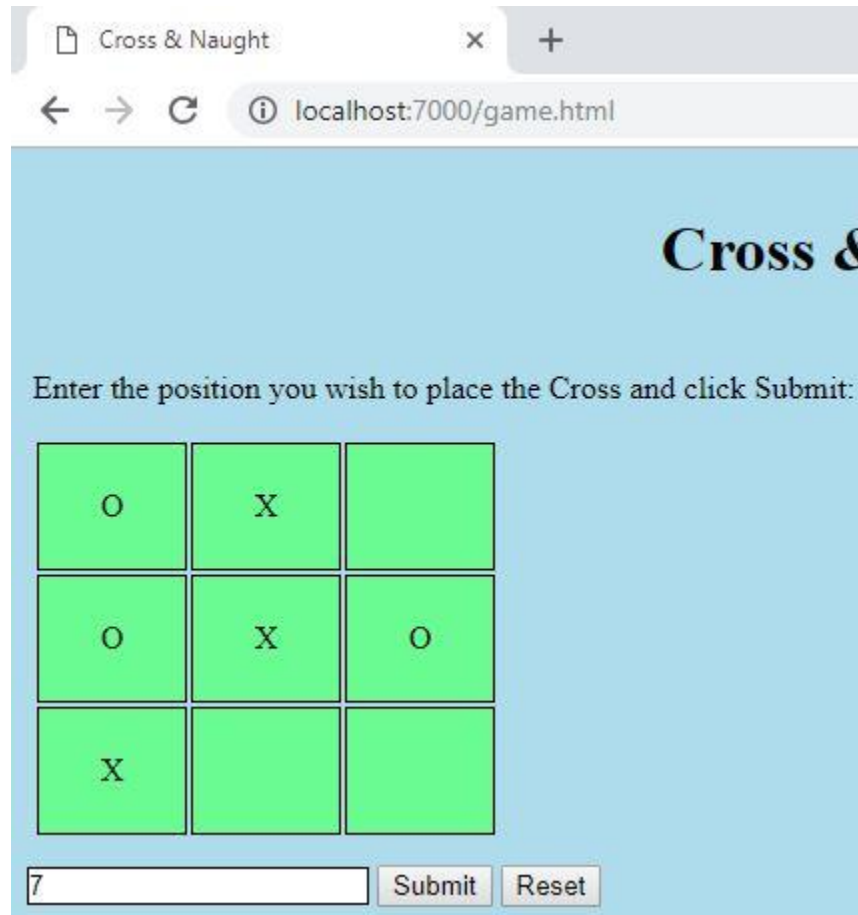 Cross & Naught
localhost:7000/game.html
Cross &
Enter the position you wish to place the Cross and click Submit:
O X
O X O
X
7 Submit Reset